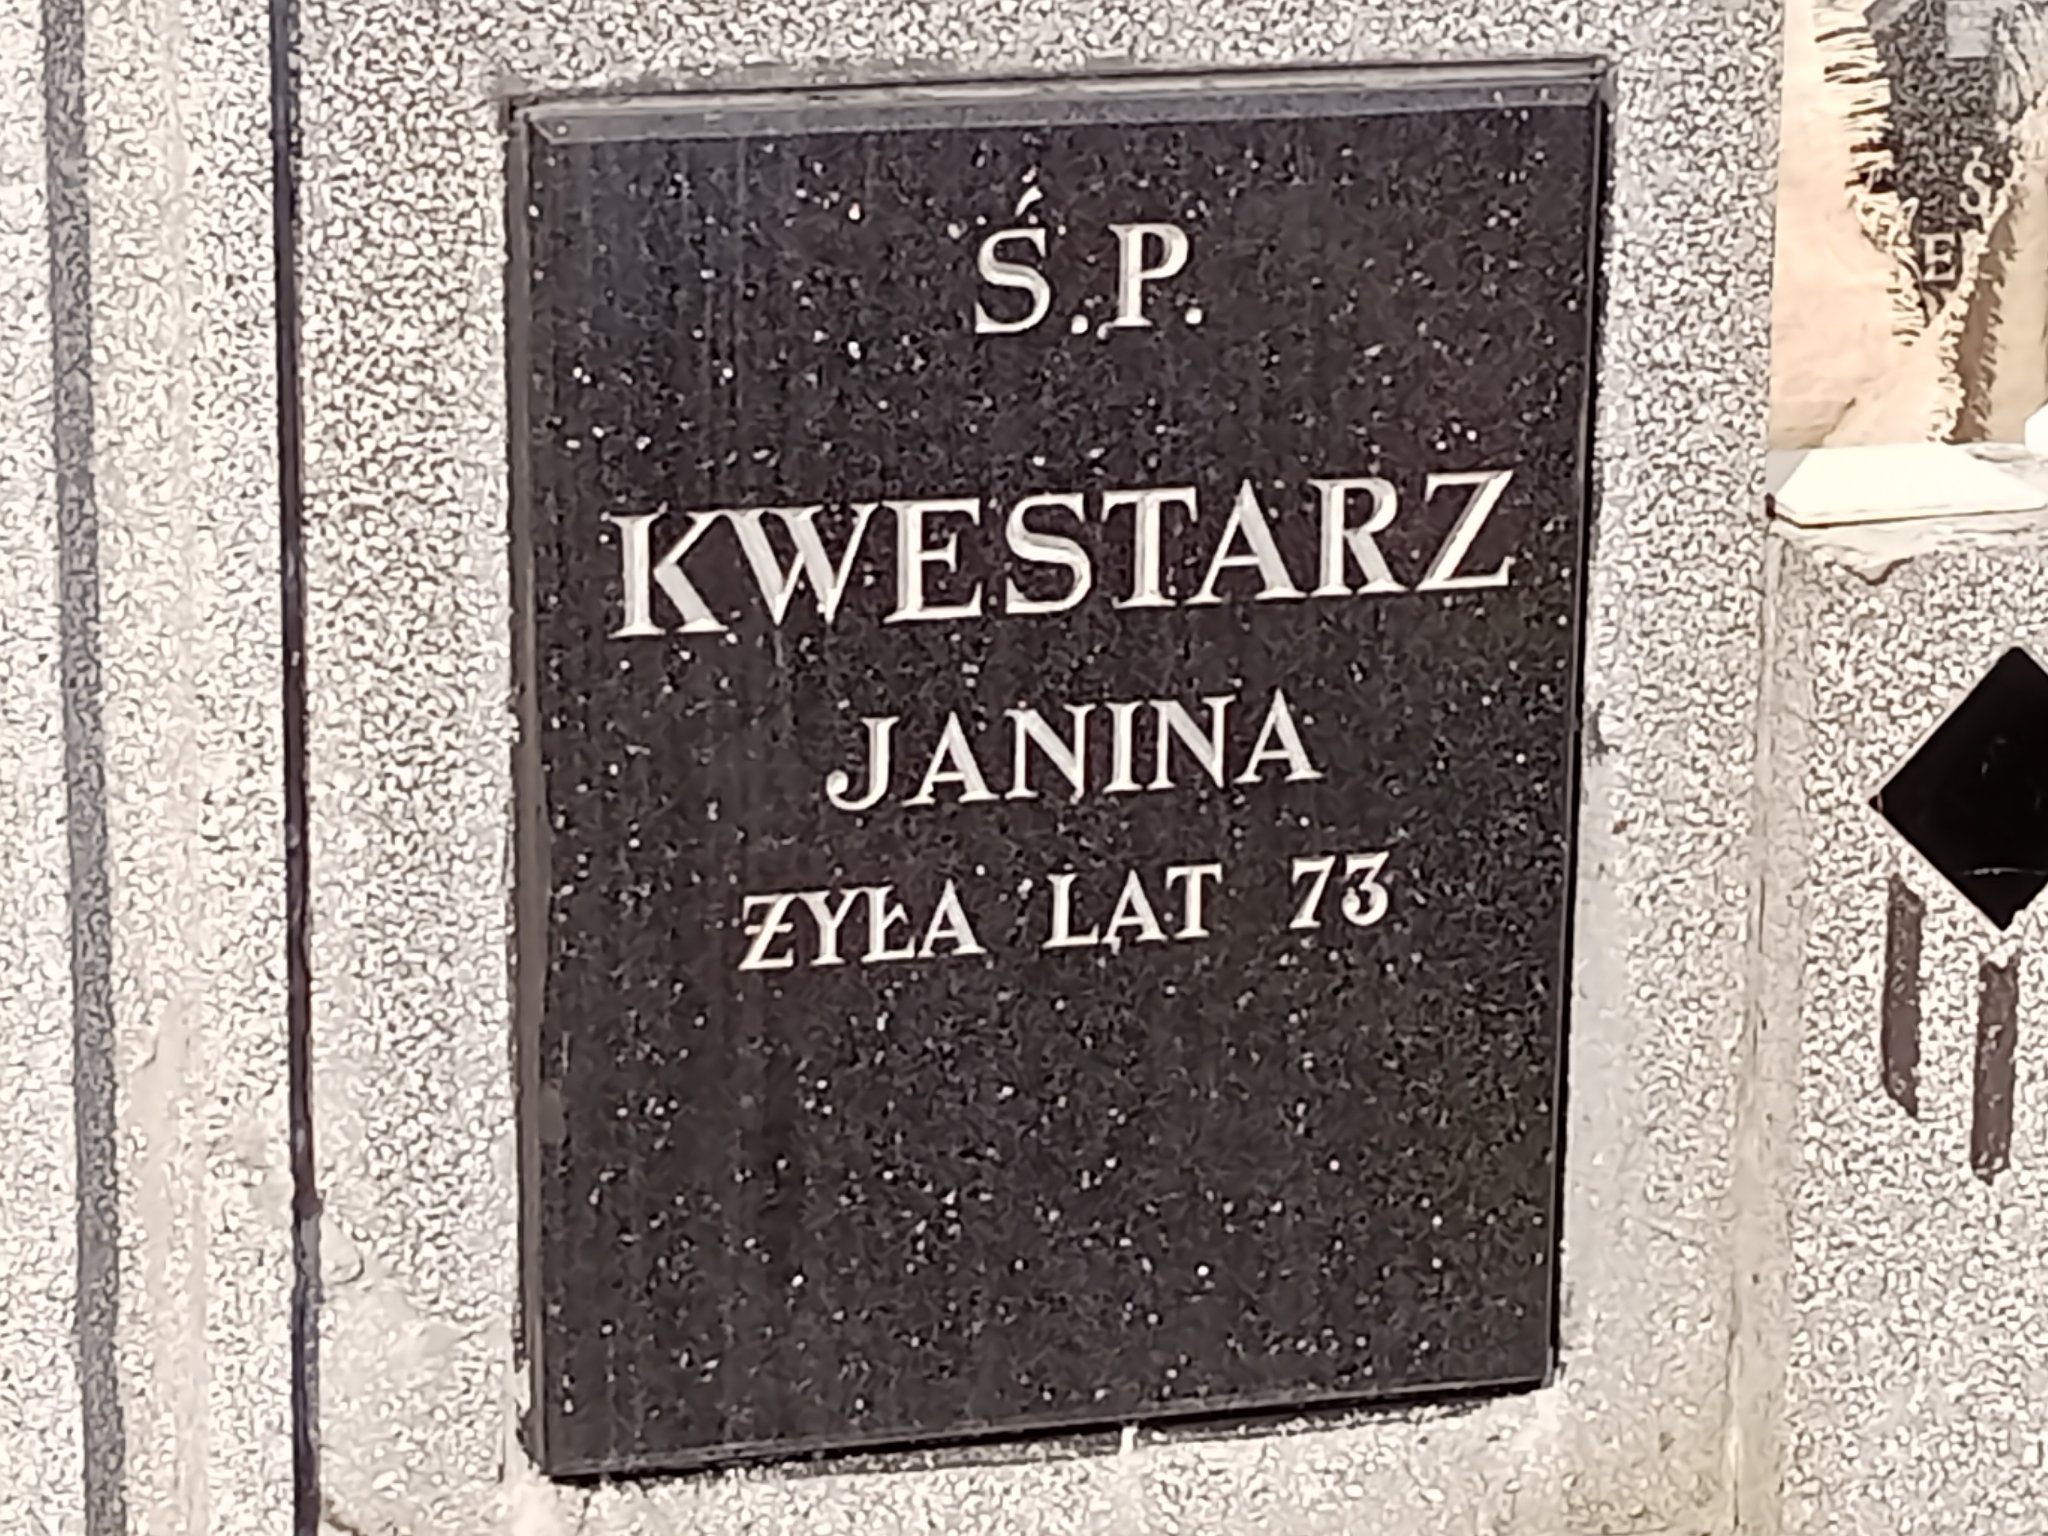 Ś.P.
KWESTARZ
JANINA
ŻYŁA LAT 73